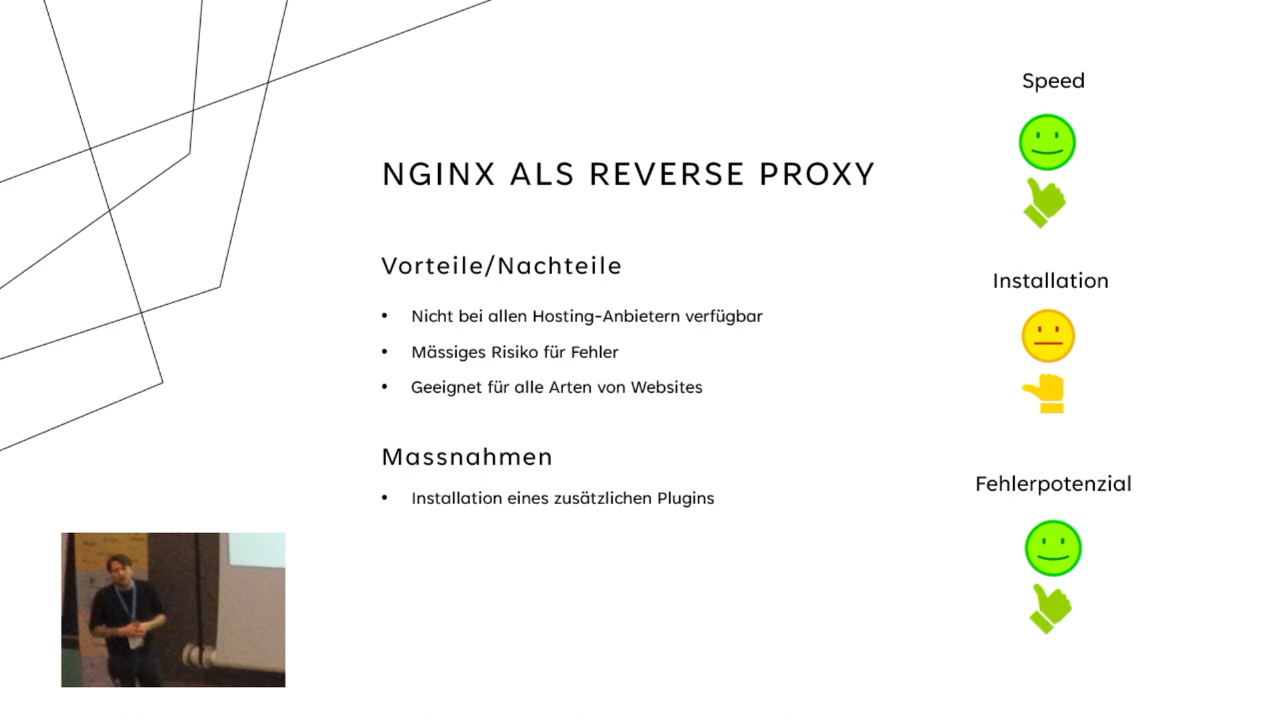 NGINX ALS REVERSE PROXY
Vorteile/Nachteile
• Nicht bei allen Hosting-Anbietern verfügbar
• Mässiges Risiko für Fehler
• Geeignet für alle Arten von Websites
Massnahmen
• Installation eines zusätzlichen Plugins
Speed
Installation
Fehlerpotenzial